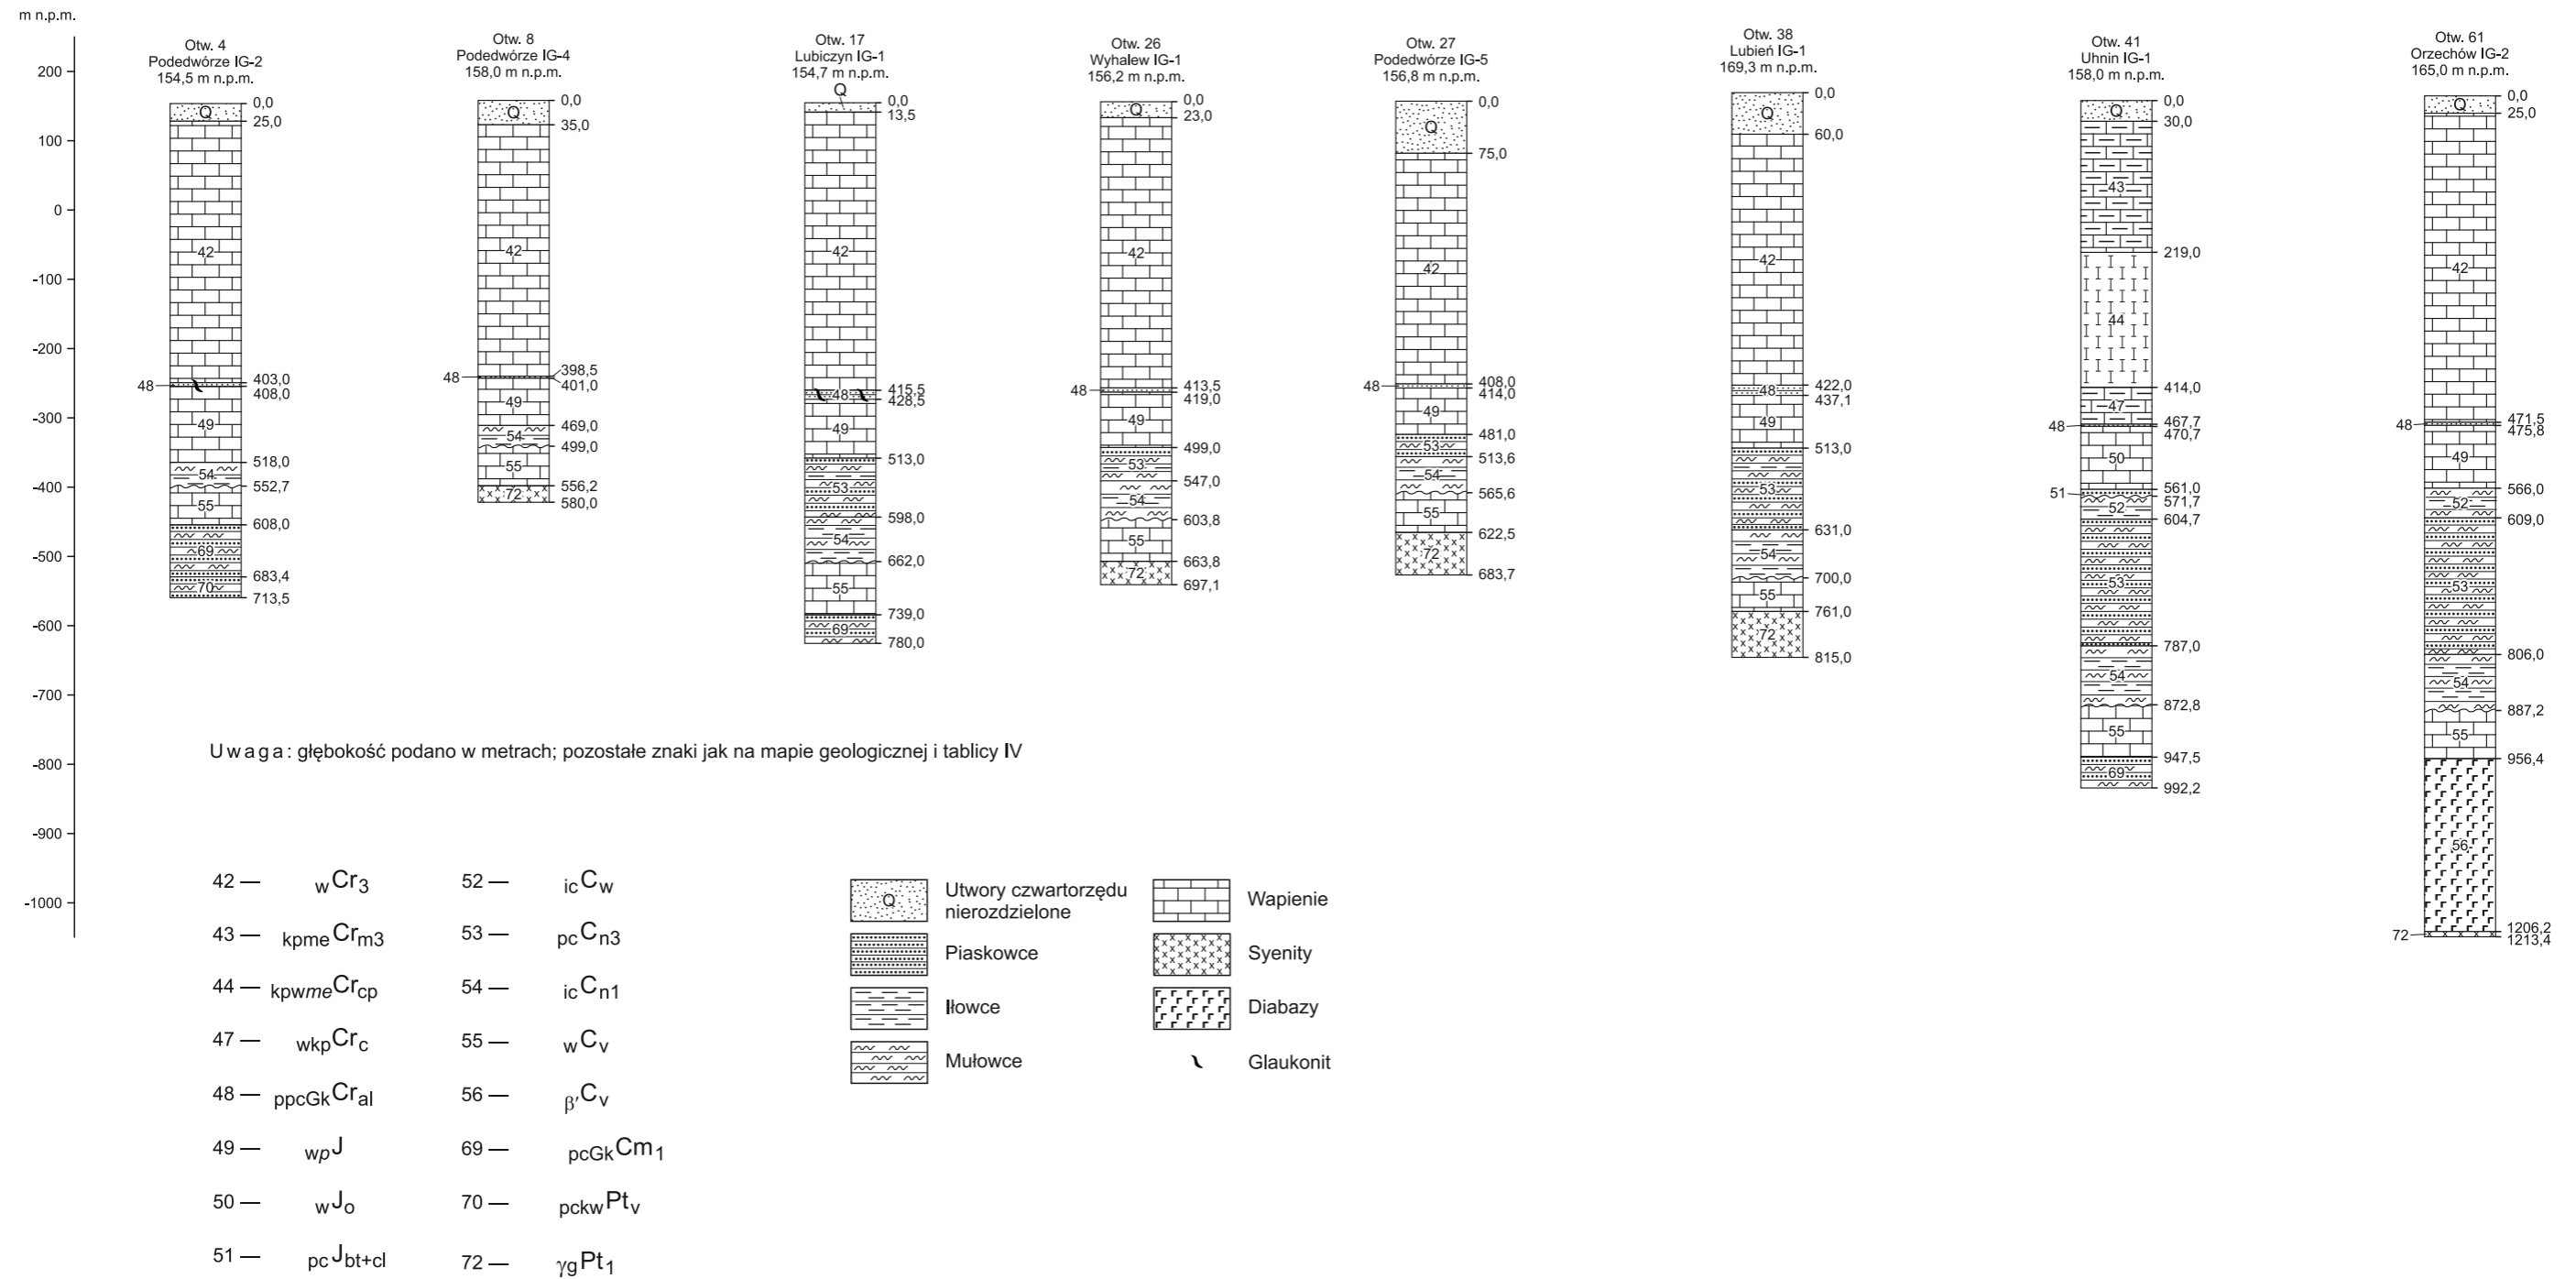 m n.p.m.
200
100
0
-100
-200
-300
-400
-500
-600
-700
-800
-900
-1000
Otw. 4
Podedwórze IG-2
154,5 m n.p.m.
Q
0,0
25,0
42
48
403,0
408,0
49
518,0
54
552,7
55
608,0
69
683,4
70
713,5
Otw. 8
Podedwórze IG-4
158,0 m n.p.m.
Q
0,0
35,0
42
48
398,5
401,0
49
469,0
54
499,0
55
556,2
72
580,0
Otw. 17
Lubiczyn IG-1
154,7 m n.p.m.
Q
0,0
13,5
42
415,5
48
428,5
49
513,0
53
598,0
54
662,0
55
739,0
69
780,0
Otw. 26
Wyhalew IG-1
156,2 m n.p.m.
Q
0,0
23,0
42
48
413,5
419,0
49
499,0
53
547,0
54
603,8
55
663,8
72
697,1
Otw. 27
Podedwórze IG-5
156,8 m n.p.m.
0,0
Q
75,0
42
48
408,0
414,0
49
481,0
53
513,6
54
565,6
55
622,5
72
683,7
Otw. 38
Lubień IG-1
169,3 m n.p.m.
0,0
Q
60,0
42
422,0
48
437,1
49
513,0
53
631,0
54
700,0
55
761,0
72
815,0
Otw. 41
Uhnin IG-1
158,0 m n.p.m.
0,0
Q
30,0
43
219,0
44
414,0
47
467,7
48
470,7
50
561,0
51
571,7
52
604,7
53
787,0
54
872,8
55
947,5
69
992,2
Otw. 61
Orzechów IG-2
165,0 m n.p.m.
0,0
Q
25,0
42
471,5
48
475,8
49
566,0
52
609,0
53
806,0
54
887,2
55
956,4
56
1206,2
72
1213,4
Uwaga: głębokość podano w metrach; pozostałe znaki jak na mapie geologicznej i tablicy IV
42 — wCr3
43 — kpmeCrm3
44 — kpwmeCrcp
47 — wkpCrc
48 — ppcGkCral
49 — wpJ
50 — wJo
51 — pcJbt+cl
52 — icCw
53 — pcCn3
54 — icCn1
55 — wCv
56 — β'Cv
69 — pcGkCm1
70 — pckwPtv
72 — γgPt1
Q
Utwory czwartorzędu
nierozdzielone
Piaskowce
Iłowce
Mułowce
Wapienie
Syenity
Diabazy
Glaukonit